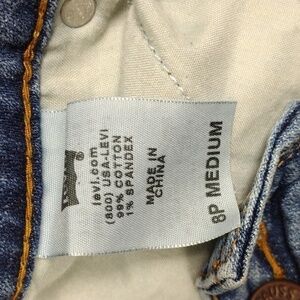 levi.com
(800) USA-LEVI
99% COTTON
1% SPANDEX
MADE IN
CHINA
8P MEDIUM